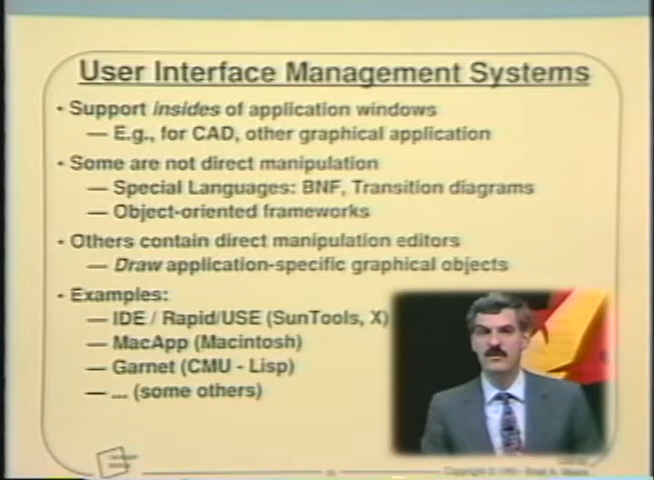 User Interface Management Systems
• Support insides of application windows
— E.g., for CAD, other graphical application
• Some are not direct manipulation
— Special Languages: BNF, Transition diagrams
— Object-oriented frameworks
• Others contain direct manipulation editors
— Draw application-specific graphical objects
• Examples:
— IDE / Rapid/USE (SunTools, X)
— MacApp (Macintosh)
— Garnet (CMU - Lisp)
— ... (some others)
Copyright ©